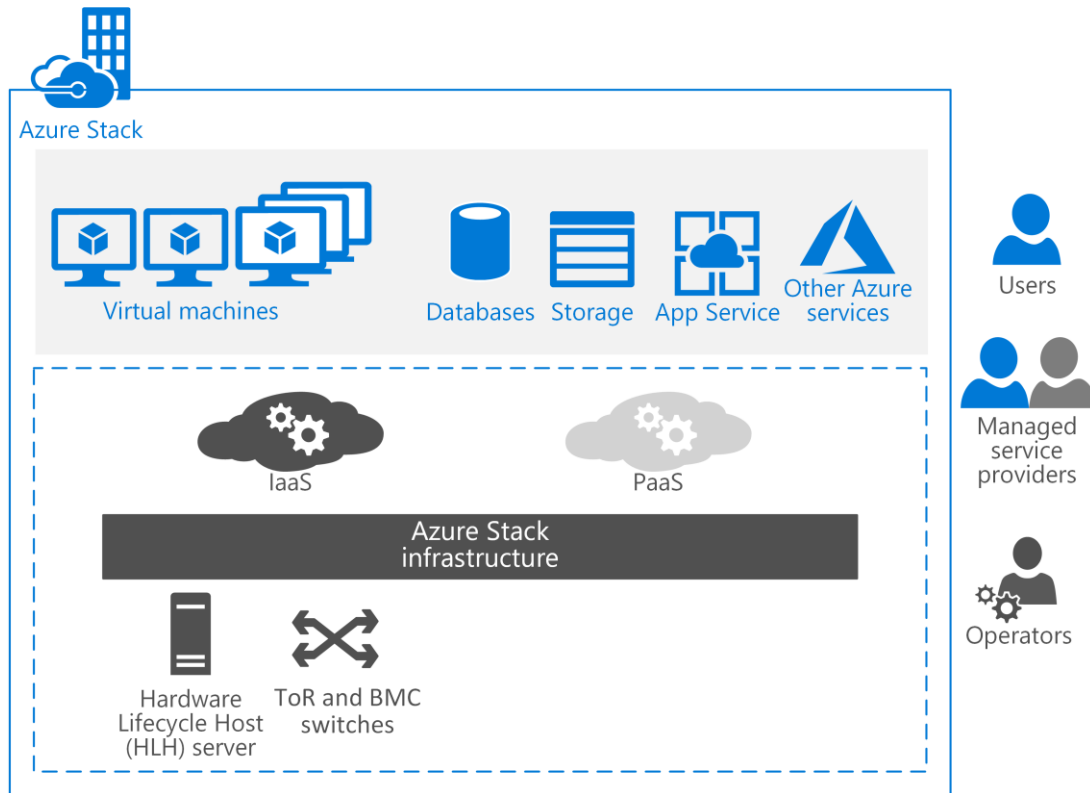 Azure Stack
Virtual machines
Databases
Storage
App Service
Other Azure
services
Users
Managed
service
providers
IaaS
PaaS
Azure Stack
infrastructure
Operators
Hardware
Lifecycle Host
(HLH) server
ToR and BMC
switches